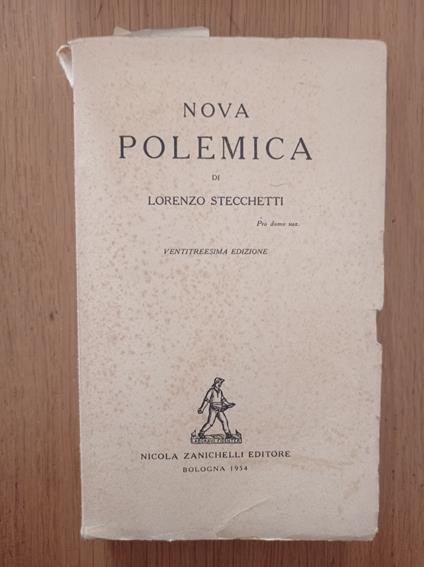 NOVA
POLEMICA
DI
LORENZO STECCHETTI
Pro domo sua.
VENTITREESIMA EDIZIONE
NICOLA ZANICHELLI EDITORE
BOLOGNA 1954